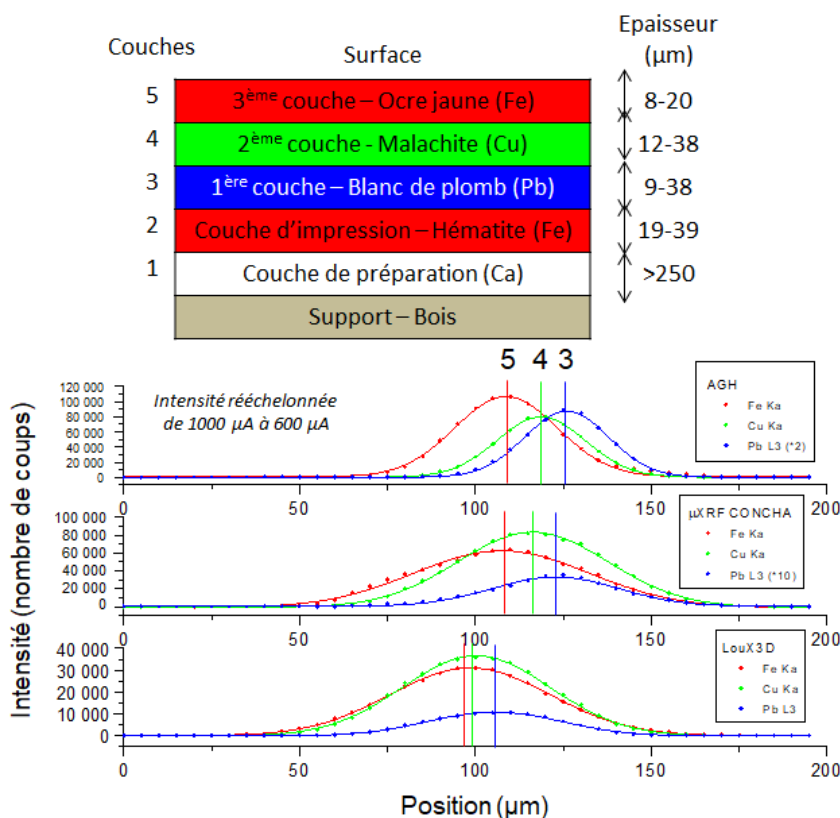 Couches
Surface
Epaisseur
(µm)
5
3ème couche – Ocre jaune (Fe)
8-20
4
2ème couche - Malachite (Cu)
12-38
3
1ère couche – Blanc de plomb (Pb)
9-38
2
Couche d'impression – Hématite (Fe)
19-39
1
Couche de préparation (Ca)
>250
Support – Bois
5 4 3
Intensité (nombre de coups)
120 000
100 000
80 000
60 000
40 000
20 000
0
Intensité rééchelonnée
de 1000 µA à 600 µA
AGH
Fe Ka
Cu Ka
Pb L3 (*2)
0 50 100 150 200
100 000
80 000
60 000
40 000
20 000
0
µXRF CONCHA
Fe Ka
Cu Ka
Pb L3 (*10)
0 50 100 150 200
40 000
30 000
20 000
10 000
0
LouX3D
Fe Ka
Cu Ka
Pb L3
0 50 100 150 200
Position (µm)